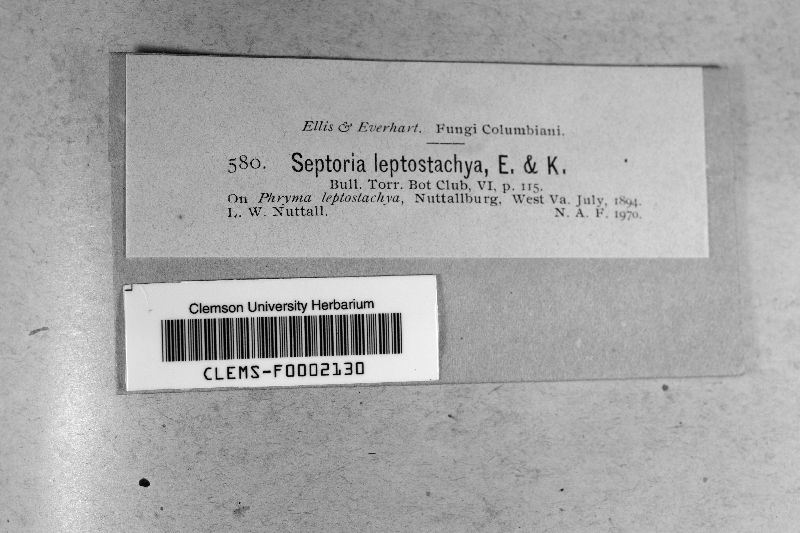 Ellis & Everhart. Fungi Columbiani.
580. Septoria leptostachya, E. & K.
Bull. Torr. Bot Club, VI, p. 115.
On Phryma leptostachya, Nuttallburg, West Va. July, 1894.
L. W. Nuttall. N. A. F. 1970.
Clemson University Herbarium
CLEMS-F0002130